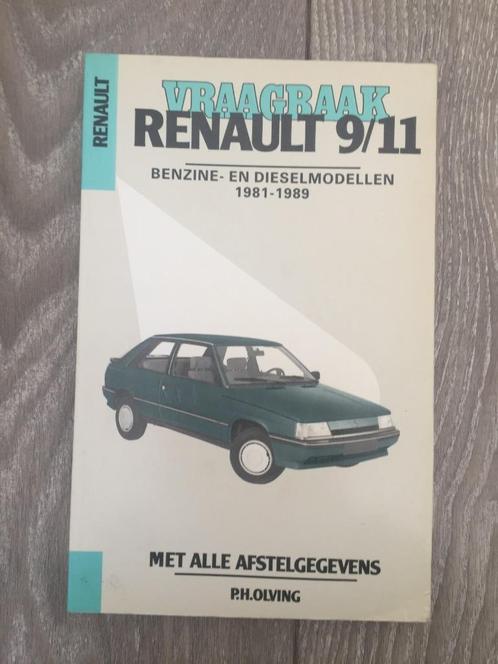 RENAULT
VRAAGBAAK
RENAULT 9/11
BENZINE- EN DIESELMODELLEN
1981-1989
MET ALLE AFSTELGEGEVENS
P.H.OLVING